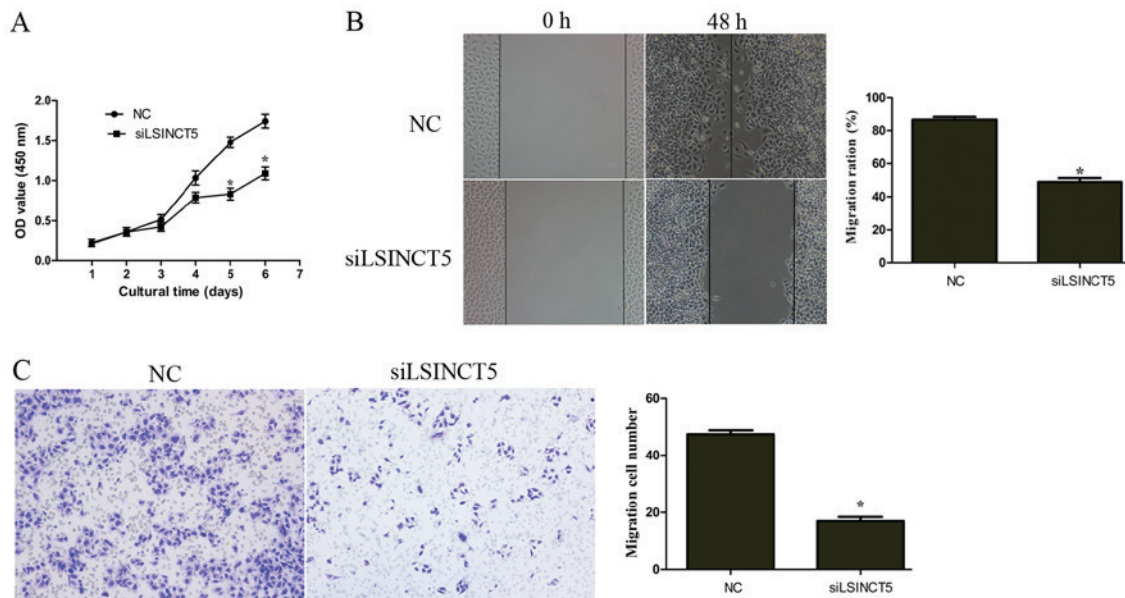 A
NC
siLSINCT5
2.0
1.5
1.0
0.5
0.0
OD value (450 nm)
*
*
1 2 3 4 5 6 7
Cultural time (days)
B
0 h 48 h
NC
siLSINCT5
100
80
60
40
20
0
Migration ration (%)
*
NC siLSINCT5
C
NC siLSINCT5
60
40
20
0
Migration cell number
*
NC siLSINCT5